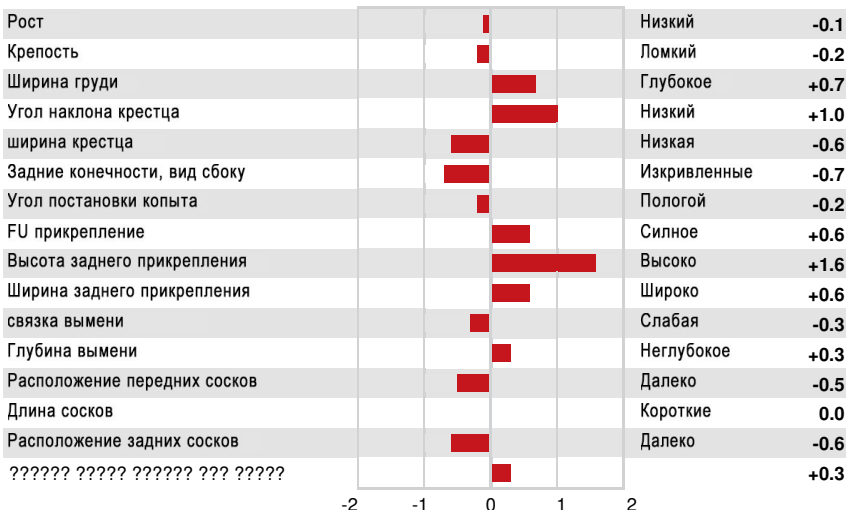 Рост Низкий -0.1
Крепость Ломкий -0.2
Ширина груди Глубокое +0.7
Угол наклона крестца Низкий +1.0
ширина крестца Низкая -0.6
Задние конечности, вид сбоку Изкривленные -0.7
Угол постановки копыта Пологой -0.2
FU прикрепление Силное +0.6
Высота заднего прикрепления Высоко +1.6
Ширина заднего прикрепления Широко +0.6
связка вымени Слабая -0.3
Глубина вымени Неглубокое +0.3
Расположение передних сосков Далеко -0.5
Длина сосков Короткие 0.0
Расположение задних сосков Далеко -0.6
?????? ????? ?????? ??? ????? +0.3
-2 -1 0 1 2